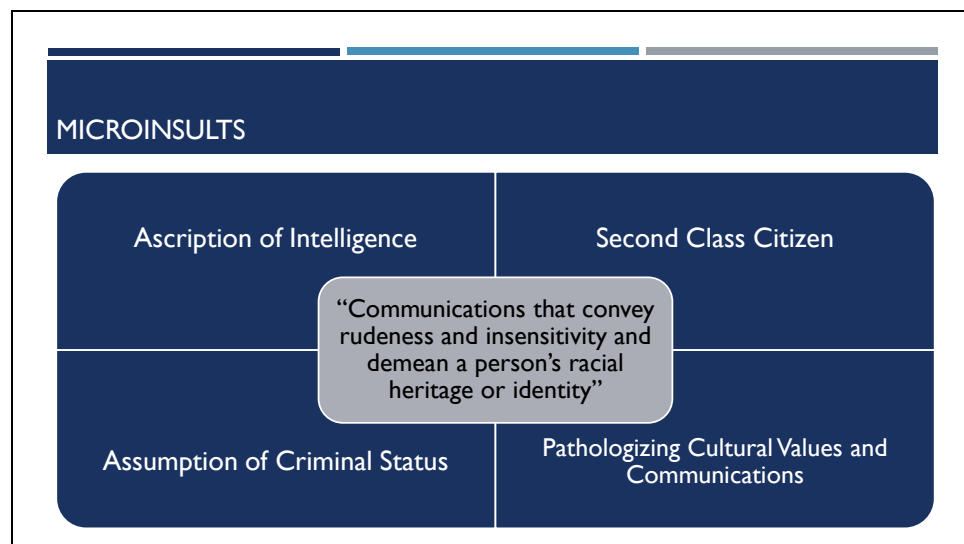 MICROINSULTS
Ascription of Intelligence
Second Class Citizen
“Communications that convey
rudeness and insensitivity and
demean a person’s racial
heritage or identity”
Assumption of Criminal Status
Pathologizing Cultural Values and
Communications